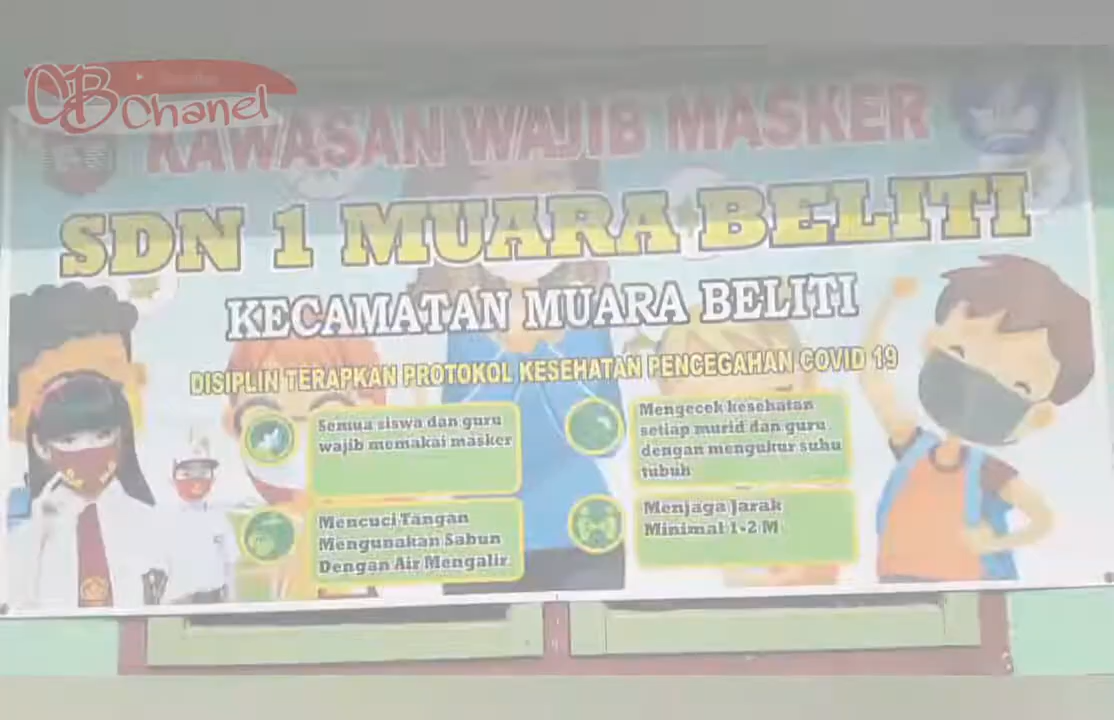 CB Chanel
KAWASAN WAJIB MASKER
SDN 1 MUARA BELITI
KECAMATAN MUARA BELITI
DISIPLIN TERAPKAN PROTOKOL KESEHATAN PENCEGAHAN COVID 19
Semua siswa dan guru
wajib memakai masker
Mencuci Tangan
Mengunakan Sabun
Dengan Air Mengalir.
Mengecek kesehatan
setiap murid dan guru
dengan mengukur suhu
tubuh
Menjaga Jarak
Minimal 1-2 M